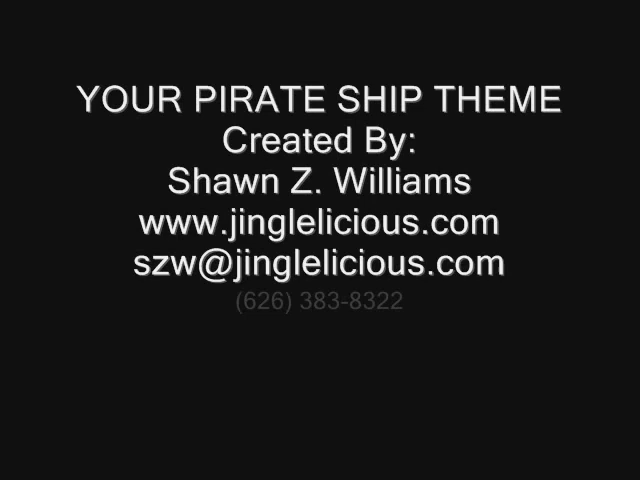 YOUR PIRATE SHIP THEME
Created By:
Shawn Z. Williams
www.jinglelicious.com
szw@jinglelicious.com
(626) 383-8322